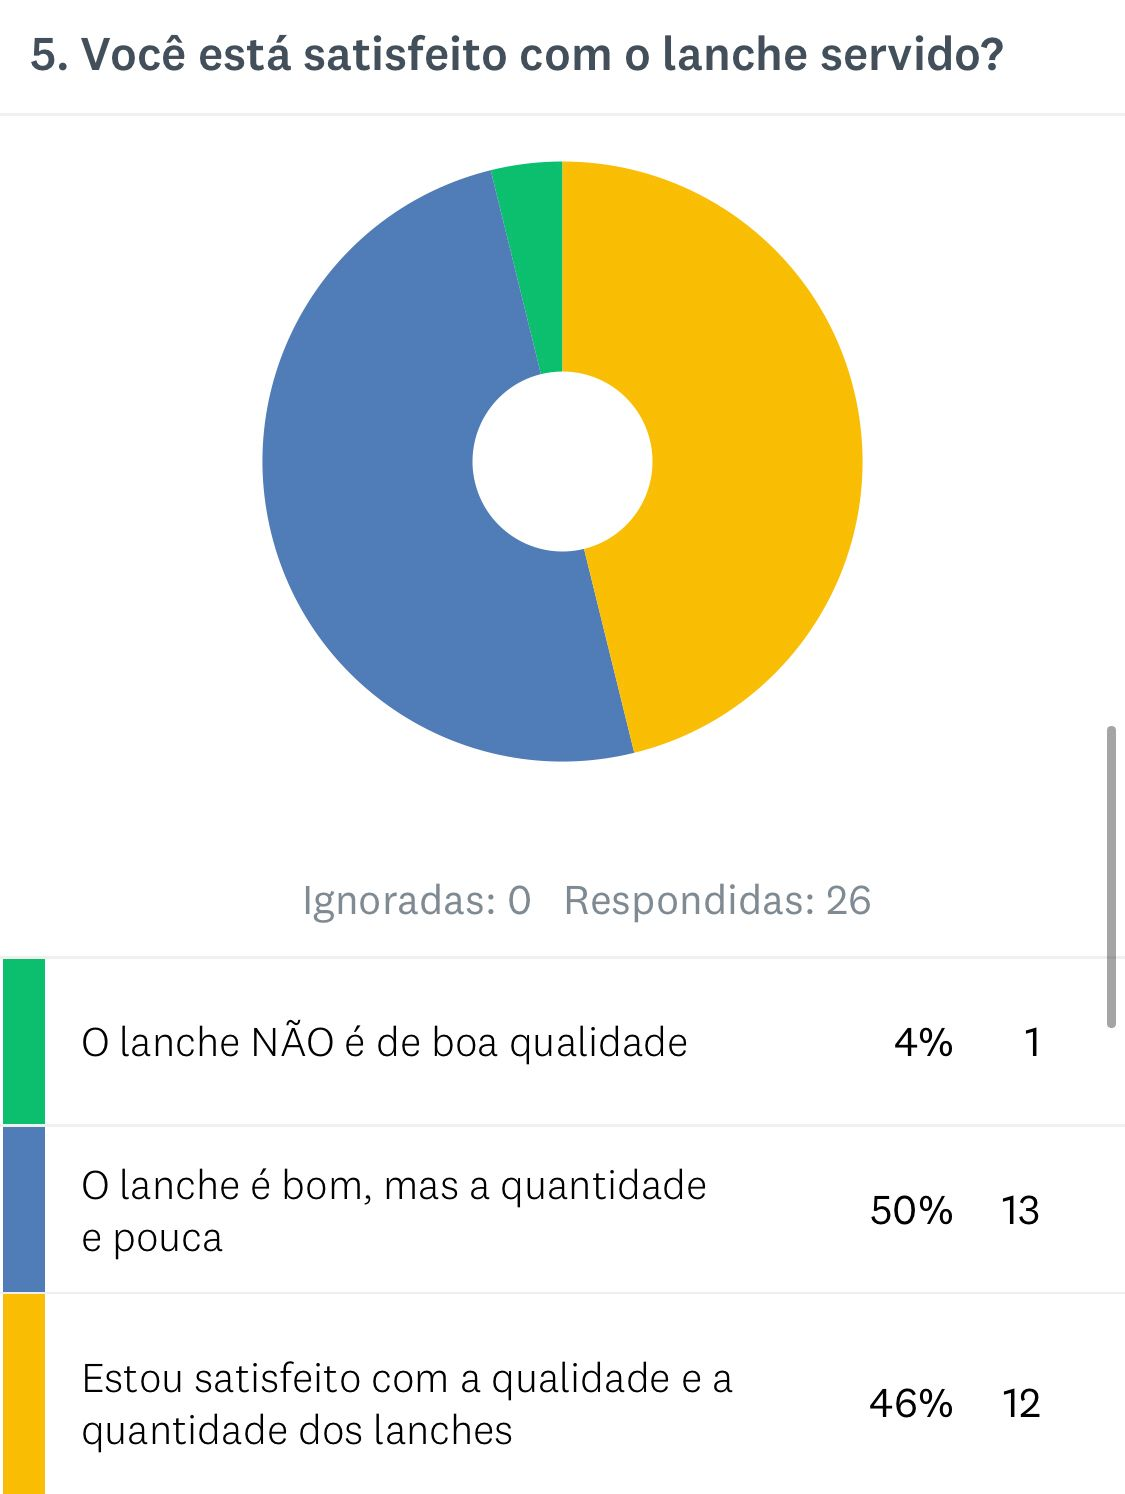 5. Você está satisfeito com o lanche servido?
Ignoradas: 0 Respondidas: 26
O lanche NÃO é de boa qualidade 4% 1
O lanche é bom, mas a quantidade
e pouca 50% 13
Estou satisfeito com a qualidade e a
quantidade dos lanches 46% 12